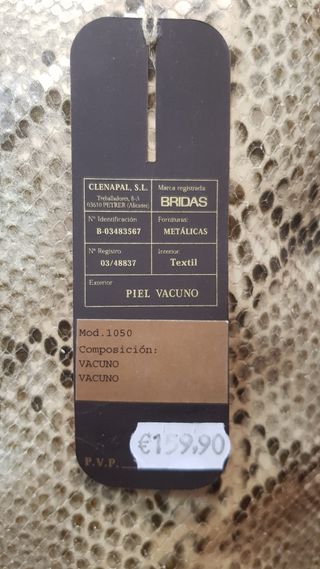 CLENAPAL, S.L.
Treballadores, 8-A
03610 PETRER (Alicante)
Marca registrada:
BRIDAS
Nº Identificación
B-03483567
Fornituras:
METÁLICAS
Nº Registro
03/48837
Interior
Textil
Exterior
PIEL VACUNO
Mod.1050
Composición:
VACUNO
VACUNO
€159,90
P.V.P.